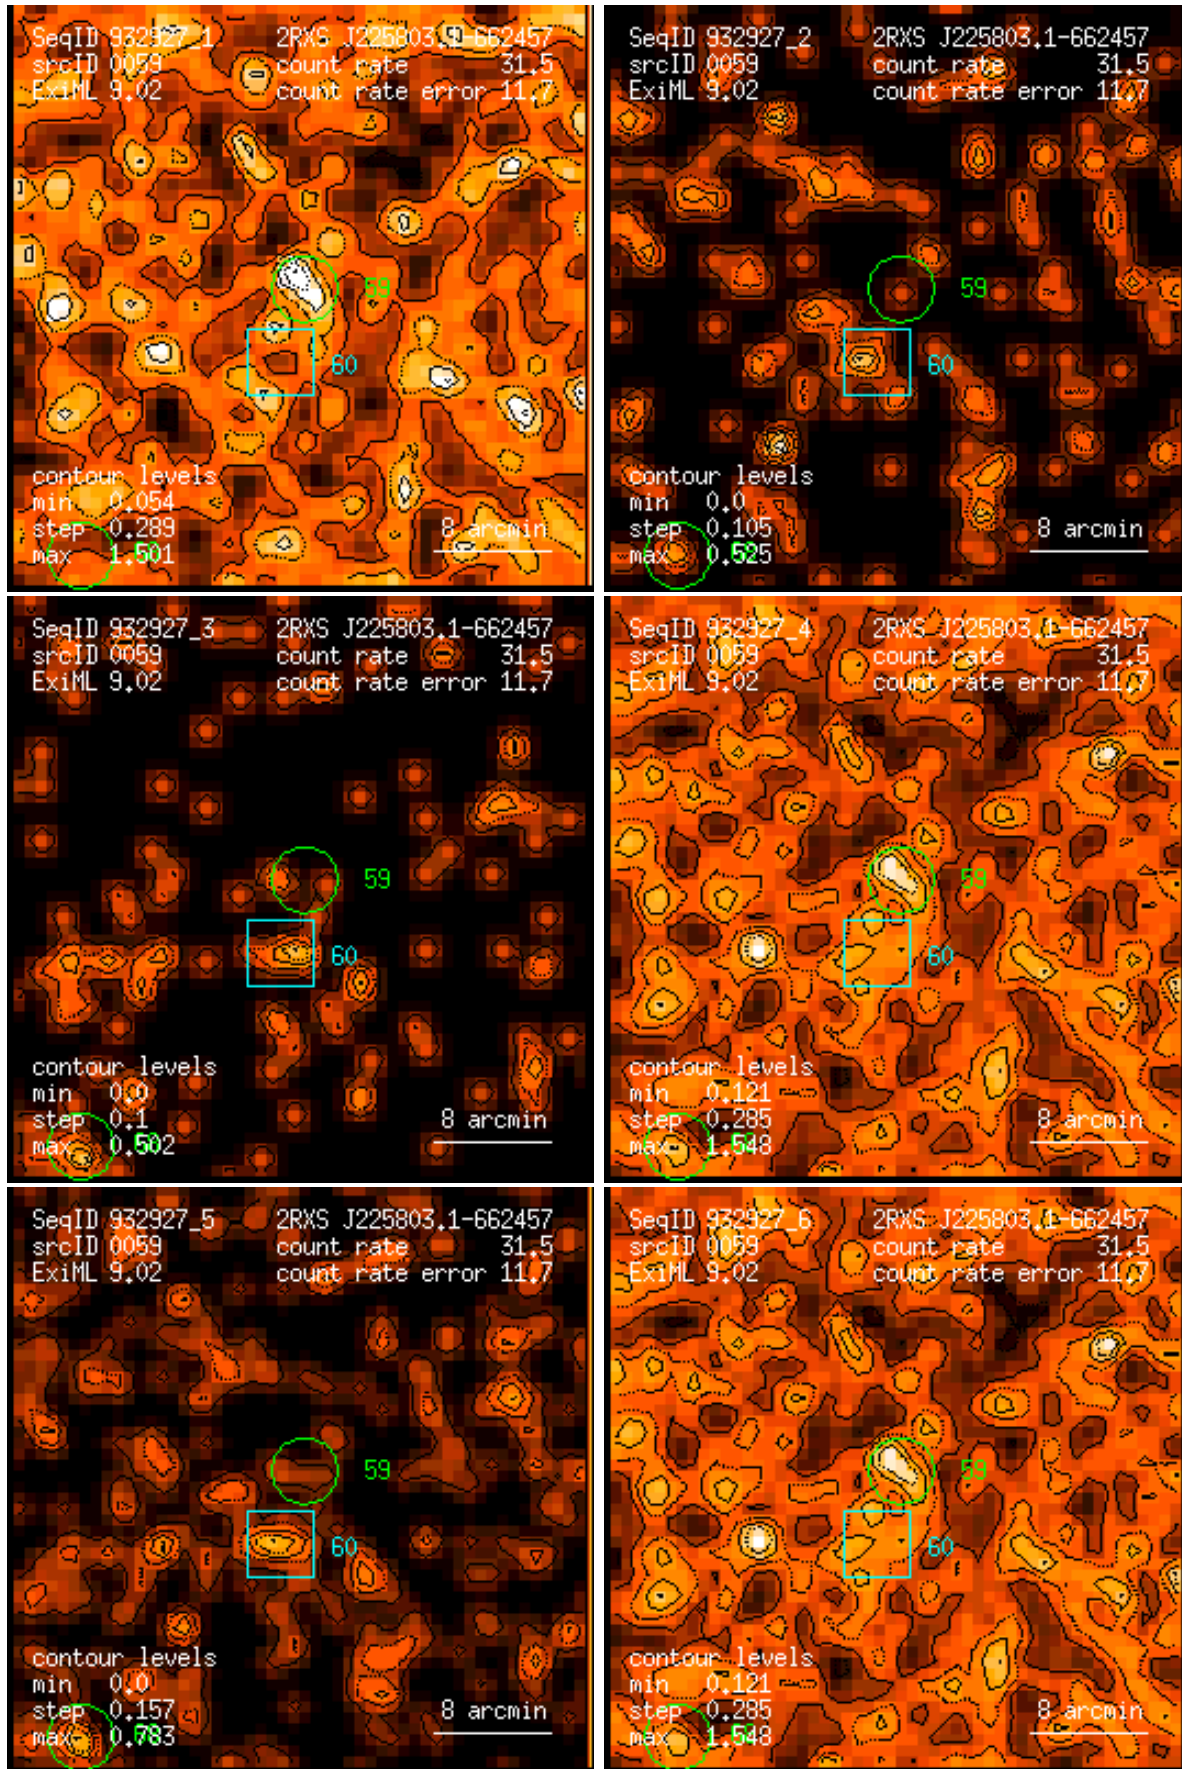 SeqID 932927_1 2RXS J225803.1-662457
srcID 0059 count rate 31.5
ExiML 9.02 count rate error 11.7
59
60
contour levels
min 0.054
step 0.289
8 arcmin
max 1.501
SeqID 932927_2 2RXS J225803.1-662457
srcID 0059 count rate 31.5
ExiML 9.02 count rate error 11.7
59
60
contour levels
min 0.0
step 0.105
8 arcmin
max 0.525
SeqID 932927_3 2RXS J225803.1-662457
srcID 0059 count rate 31.5
ExiML 9.02 count rate error 11.7
59
60
contour levels
min 0.0
step 0.1
8 arcmin
max 0.502
SeqID 932927_4 2RXS J225803.1-662457
srcID 0059 count rate 31.5
ExiML 9.02 count rate error 11.7
59
60
contour levels
min 0.121
step 0.285
8 arcmin
max 1.548
SeqID 932927_5 2RXS J225803.1-662457
srcID 0059 count rate 31.5
ExiML 9.02 count rate error 11.7
59
60
contour levels
min 0.0
step 0.157
8 arcmin
max 0.783
SeqID 932927_6 2RXS J225803.1-662457
srcID 0059 count rate 31.5
ExiML 9.02 count rate error 11.7
59
60
contour levels
min 0.121
step 0.285
8 arcmin
max 1.548